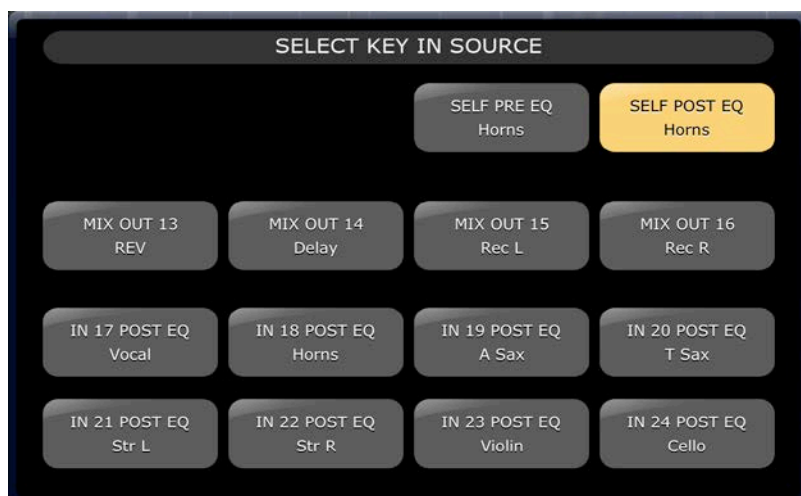 SELECT KEY IN SOURCE
SELF PRE EQ
Horns
SELF POST EQ
Horns
MIX OUT 13
REV
MIX OUT 14
Delay
MIX OUT 15
Rec L
MIX OUT 16
Rec R
IN 17 POST EQ
Vocal
IN 18 POST EQ
Horns
IN 19 POST EQ
A Sax
IN 20 POST EQ
T Sax
IN 21 POST EQ
Str L
IN 22 POST EQ
Str R
IN 23 POST EQ
Violin
IN 24 POST EQ
Cello